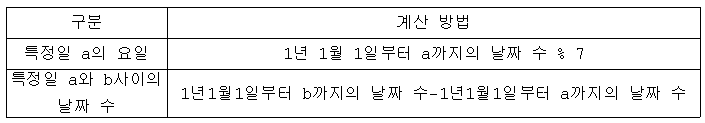 구분 계산 방법
특정일 a의 요일 1년 1월 1일부터 a까지의 날짜 수 % 7
특정일 a와 b사이의
날짜 수
1년1월1일부터 b까지의 날짜 수-1년1월1일부터 a까지의 날짜 수